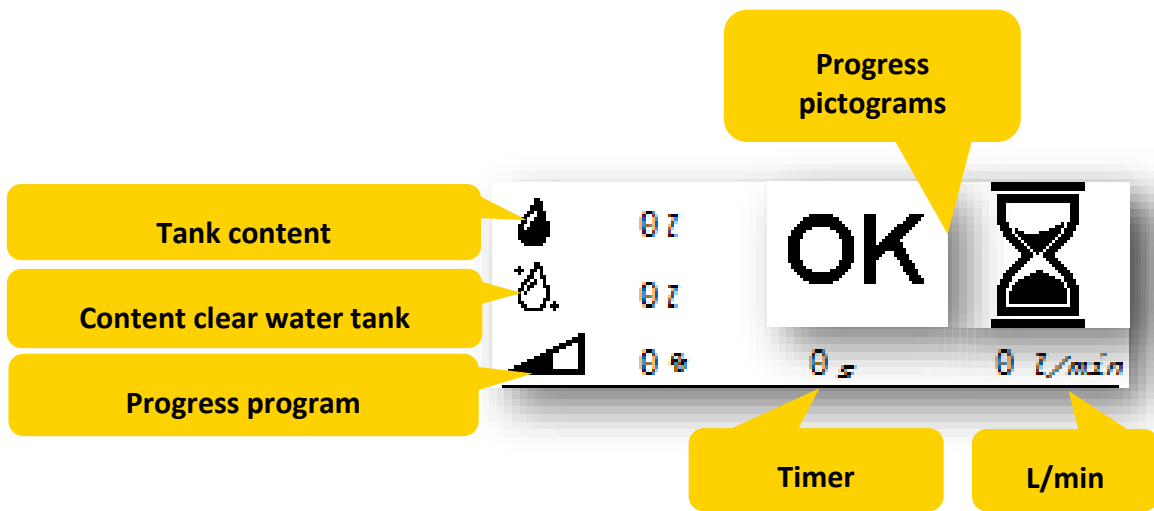 Progress
pictograms
Tank content
0 l
OK
Content clear water tank
0 l
Progress program
0 %
0 s
0 l/min
Timer
L/min